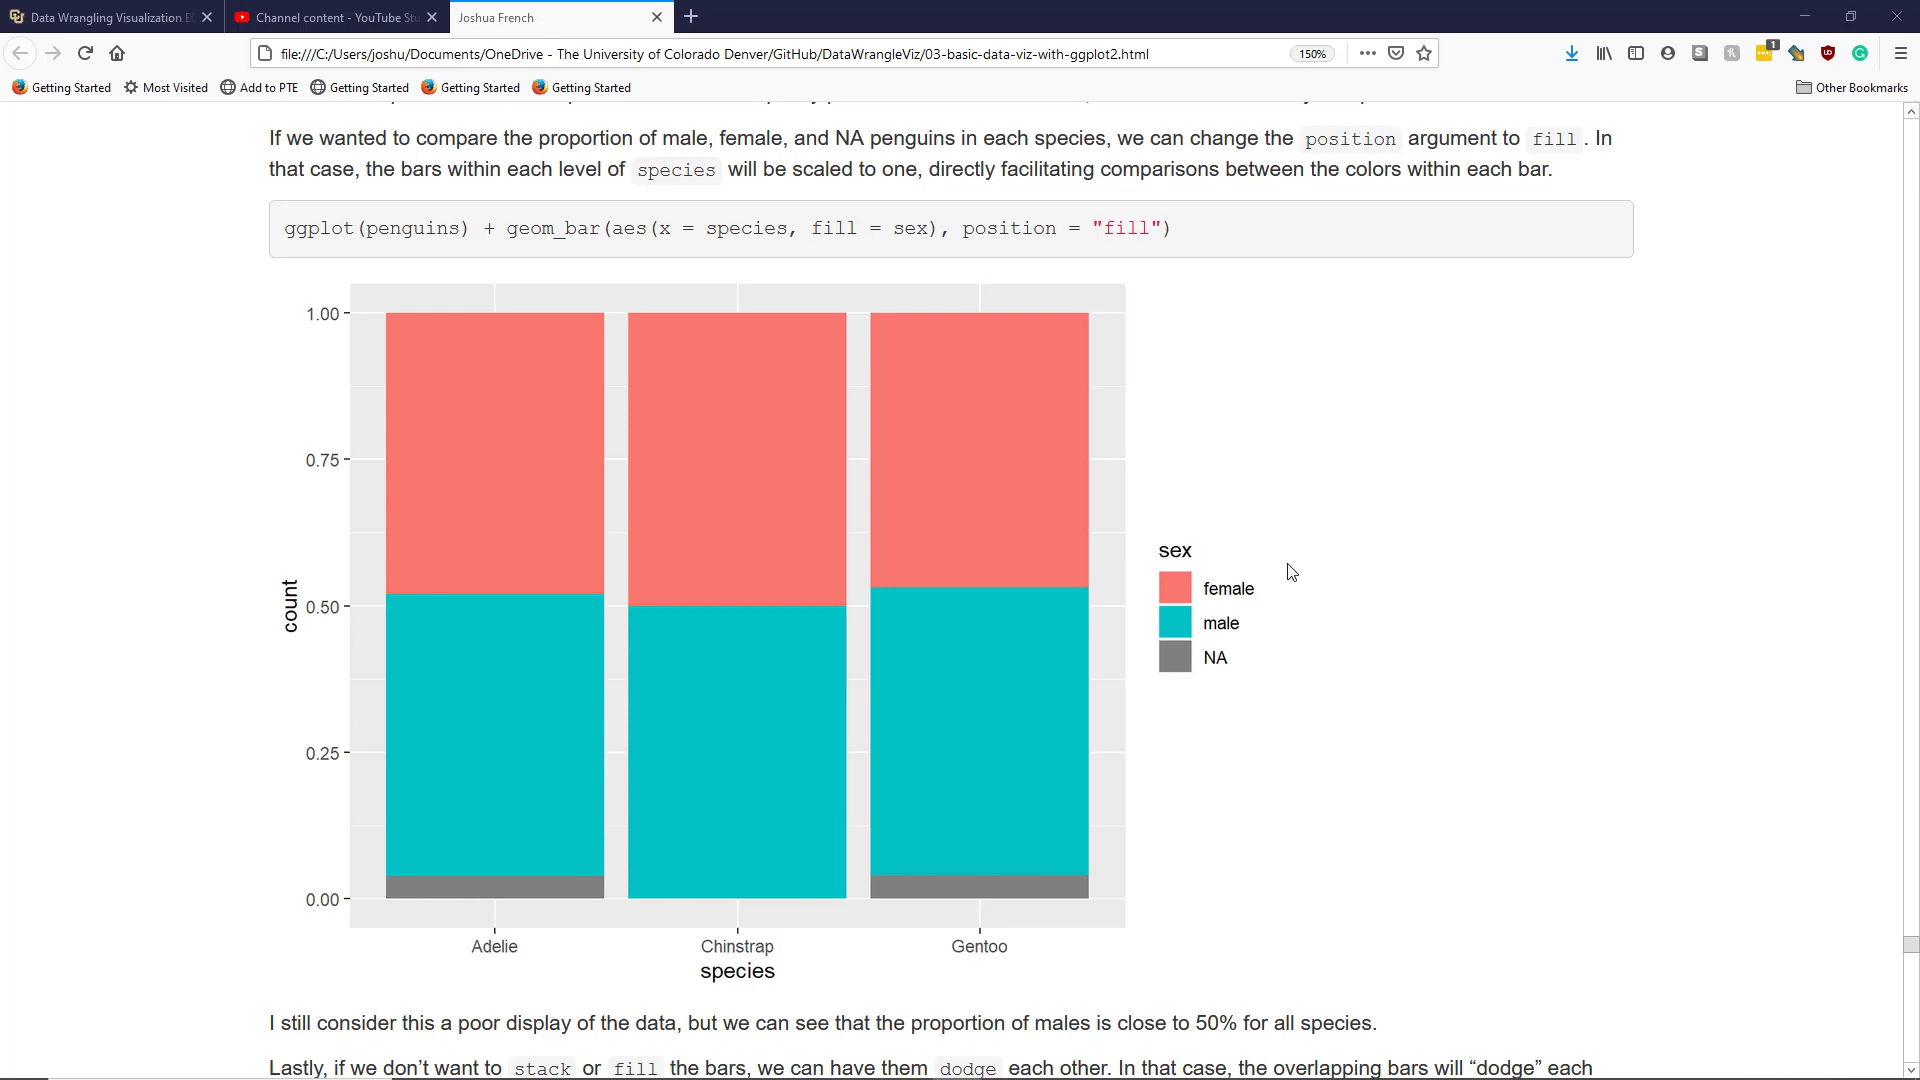 Data Wrangling Visualization E
Channel content - YouTube Stu
Joshua French
file:///C:/Users/joshu/Documents/OneDrive - The University of Colorado Denver/GitHub/DataWrangleViz/03-basic-data-viz-with-ggplot2.html
150%
1
Getting Started
Most Visited
Add to PTE
Getting Started
Getting Started
Getting Started
Other Bookmarks
If we wanted to compare the proportion of male, female, and NA penguins in each species, we can change the position argument to fill . In
that case, the bars within each level of species will be scaled to one, directly facilitating comparisons between the colors within each bar.
ggplot(penguins) + geom_bar(aes(x = species, fill = sex), position = "fill")
1.00
0.75
0.50
0.25
0.00
count
Adelie
Chinstrap
Gentoo
species
sex
female
male
NA
I still consider this a poor display of the data, but we can see that the proportion of males is close to 50% for all species.
Lastly, if we don’t want to stack or fill the bars, we can have them dodge each other. In that case, the overlapping bars will “dodge” each